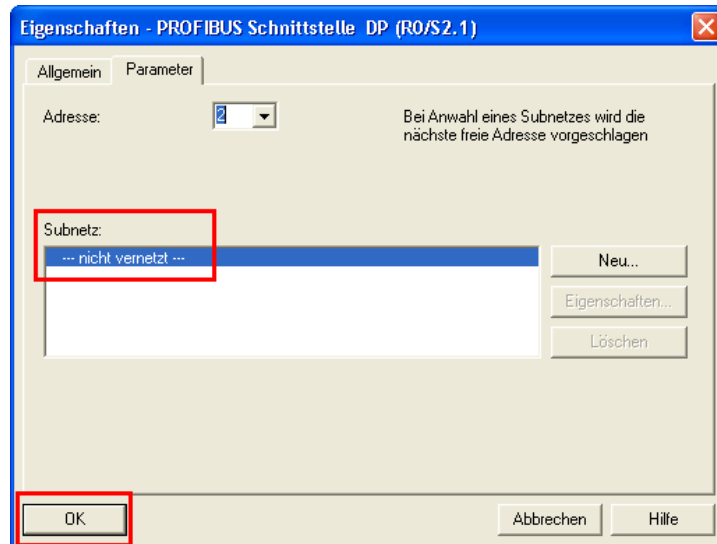 Eigenschaften - PROFIBUS Schnittstelle DP (R0/S2.1)
Allgemein
Parameter
Adresse:
2
Bei Anwahl eines Subnetzes wird die
nächste freie Adresse vorgeschlagen
Subnetz:
--- nicht vernetzt ---
Neu...
Eigenschaften...
Löschen
OK
Abbrechen
Hilfe